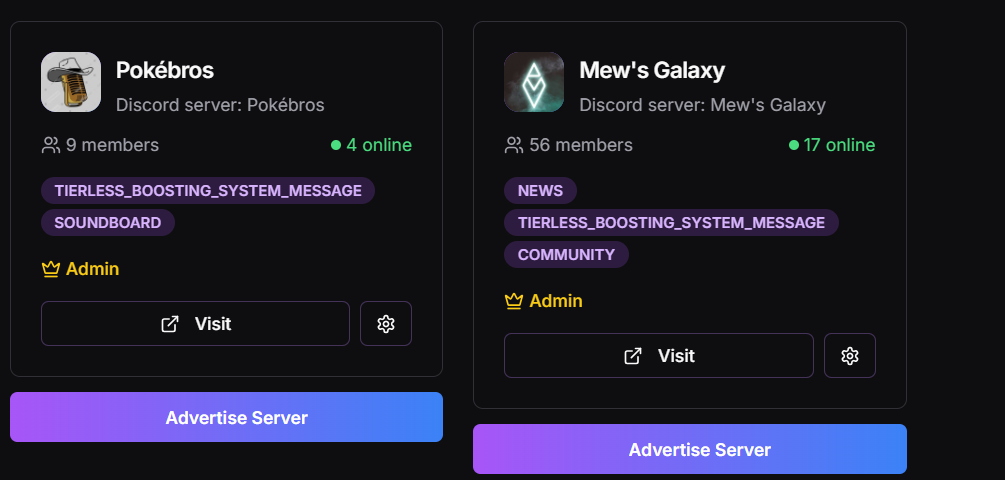 Pokébros
Discord server: Pokébros
9 members
4 online
TIERLESS_BOOSTING_SYSTEM_MESSAGE
SOUNDBOARD
Admin
Visit
Advertise Server
Mew's Galaxy
Discord server: Mew's Galaxy
56 members
17 online
NEWS
TIERLESS_BOOSTING_SYSTEM_MESSAGE
COMMUNITY
Admin
Visit
Advertise Server